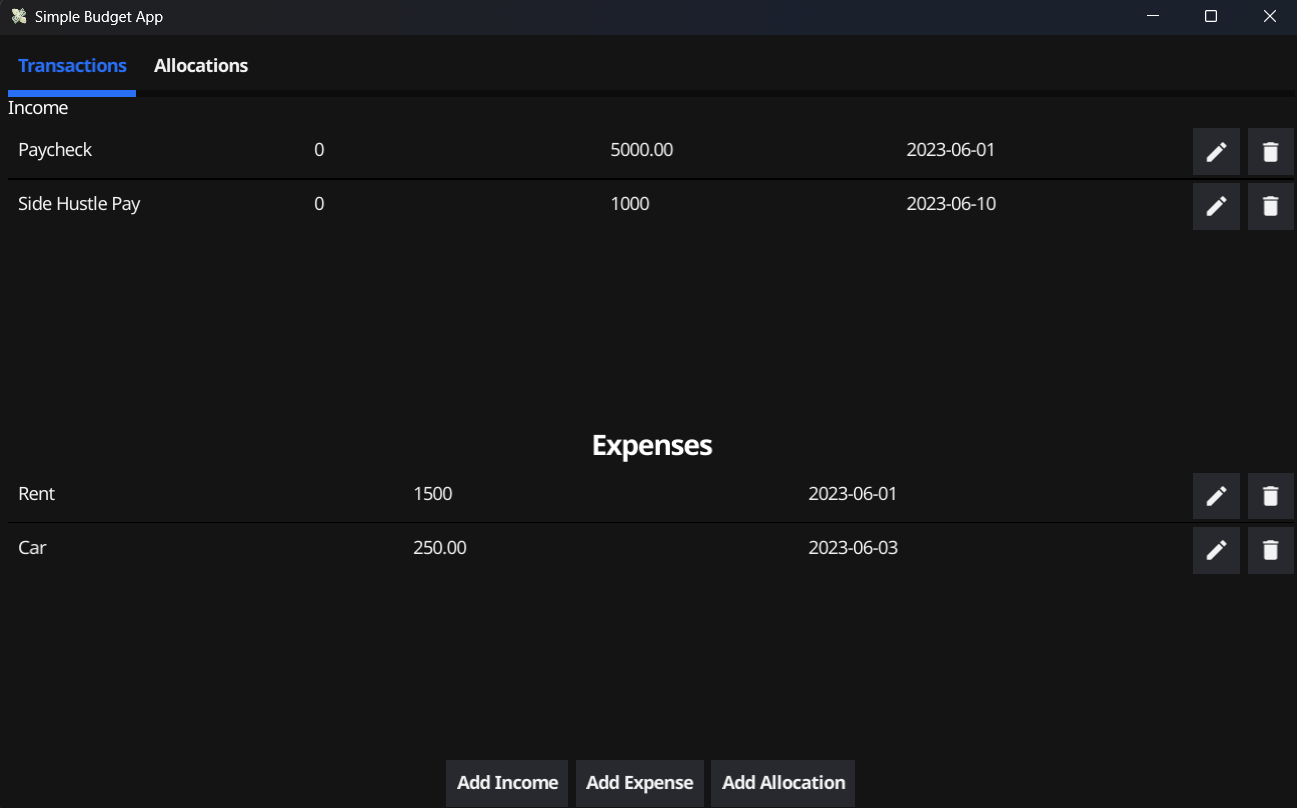 Simple Budget App
Transactions Allocations
Income
Paycheck 0 5000.00 2023-06-01
Side Hustle Pay 0 1000 2023-06-10
Expenses
Rent 1500 2023-06-01
Car 250.00 2023-06-03
Add Income Add Expense Add Allocation